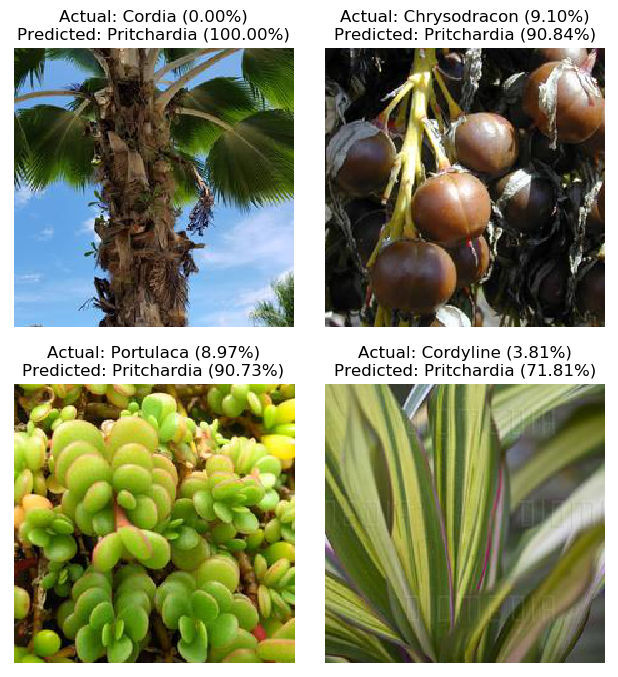 Actual: Cordia (0.00%)
Predicted: Pritchardia (100.00%)
Actual: Chrysodracon (9.10%)
Predicted: Pritchardia (90.84%)
Actual: Portulaca (8.97%)
Predicted: Pritchardia (90.73%)
Actual: Cordyline (3.81%)
Predicted: Pritchardia (71.81%)